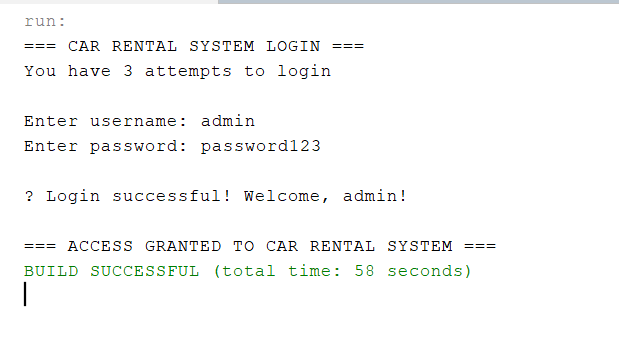 run:
=== CAR RENTAL SYSTEM LOGIN ===
You have 3 attempts to login
Enter username: admin
Enter password: password123
? Login successful! Welcome, admin!
=== ACCESS GRANTED TO CAR RENTAL SYSTEM ===
BUILD SUCCESSFUL (total time: 58 seconds)